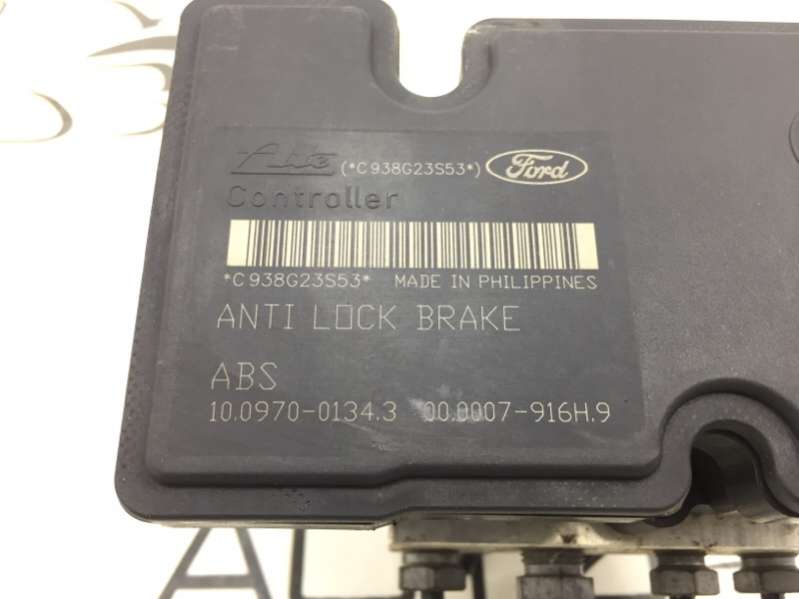 Ate (*C938G23S53*) Ford
Controller
*C938G23S53* MADE IN PHILIPPINES
ANTI LOCK BRAKE
ABS
10.0970-0134.3 00.0007-916H.9